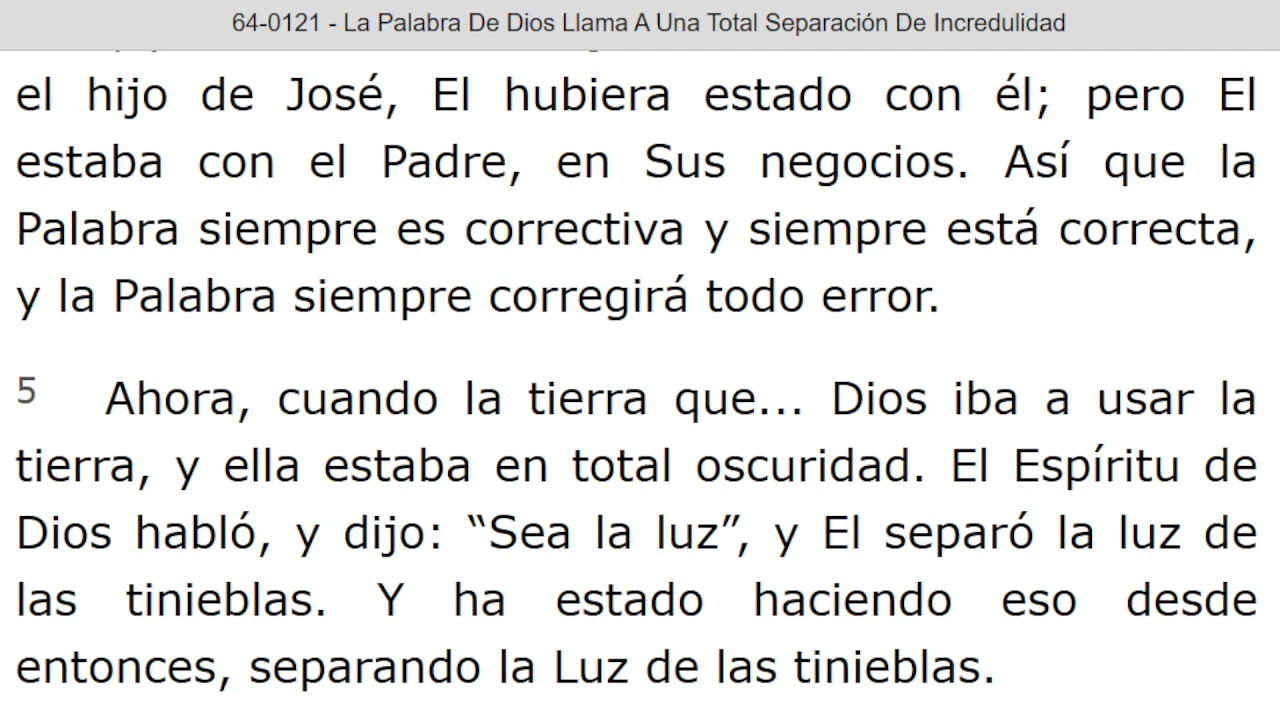 64-0121 - La Palabra De Dios Llama A Una Total Separación De Incredulidad
el hijo de José, El hubiera estado con él; pero El
estaba con el Padre, en Sus negocios. Así que la
Palabra siempre es correctiva y siempre está correcta,
y la Palabra siempre corregirá todo error.
5 Ahora, cuando la tierra que... Dios iba a usar la
tierra, y ella estaba en total oscuridad. El Espíritu de
Dios habló, y dijo: “Sea la luz”, y El separó la luz de
las tinieblas. Y ha estado haciendo eso desde
entonces, separando la Luz de las tinieblas.